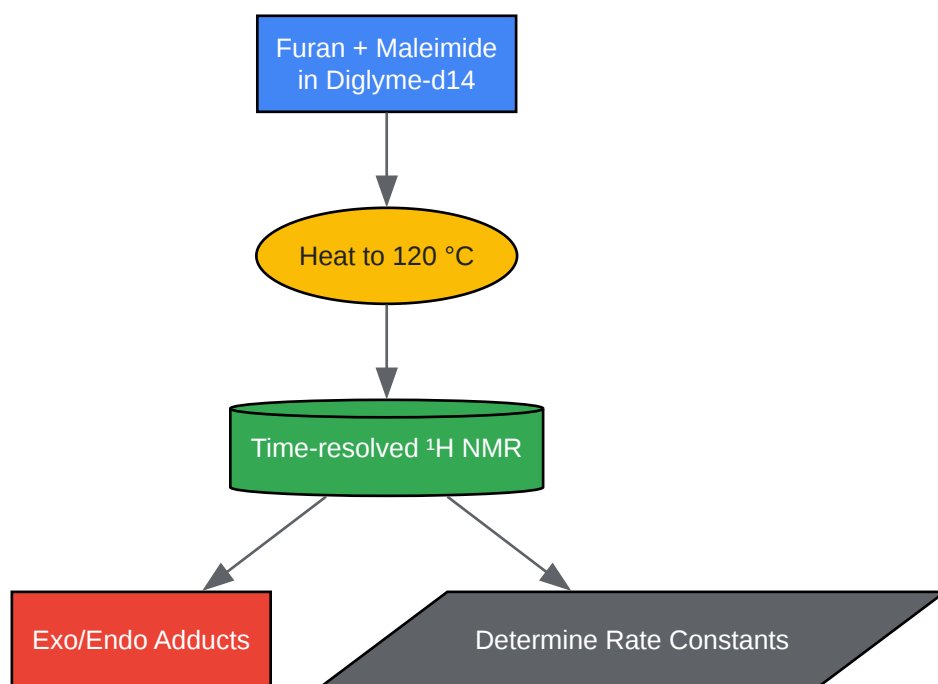 Furan + Maleimide
in Diglyme-d14
Heat to 120 °C
Time-resolved ¹H NMR
Exo/Endo Adducts
Determine Rate Constants